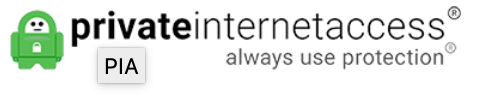 privateinternetaccess®
always use protection®
PIA